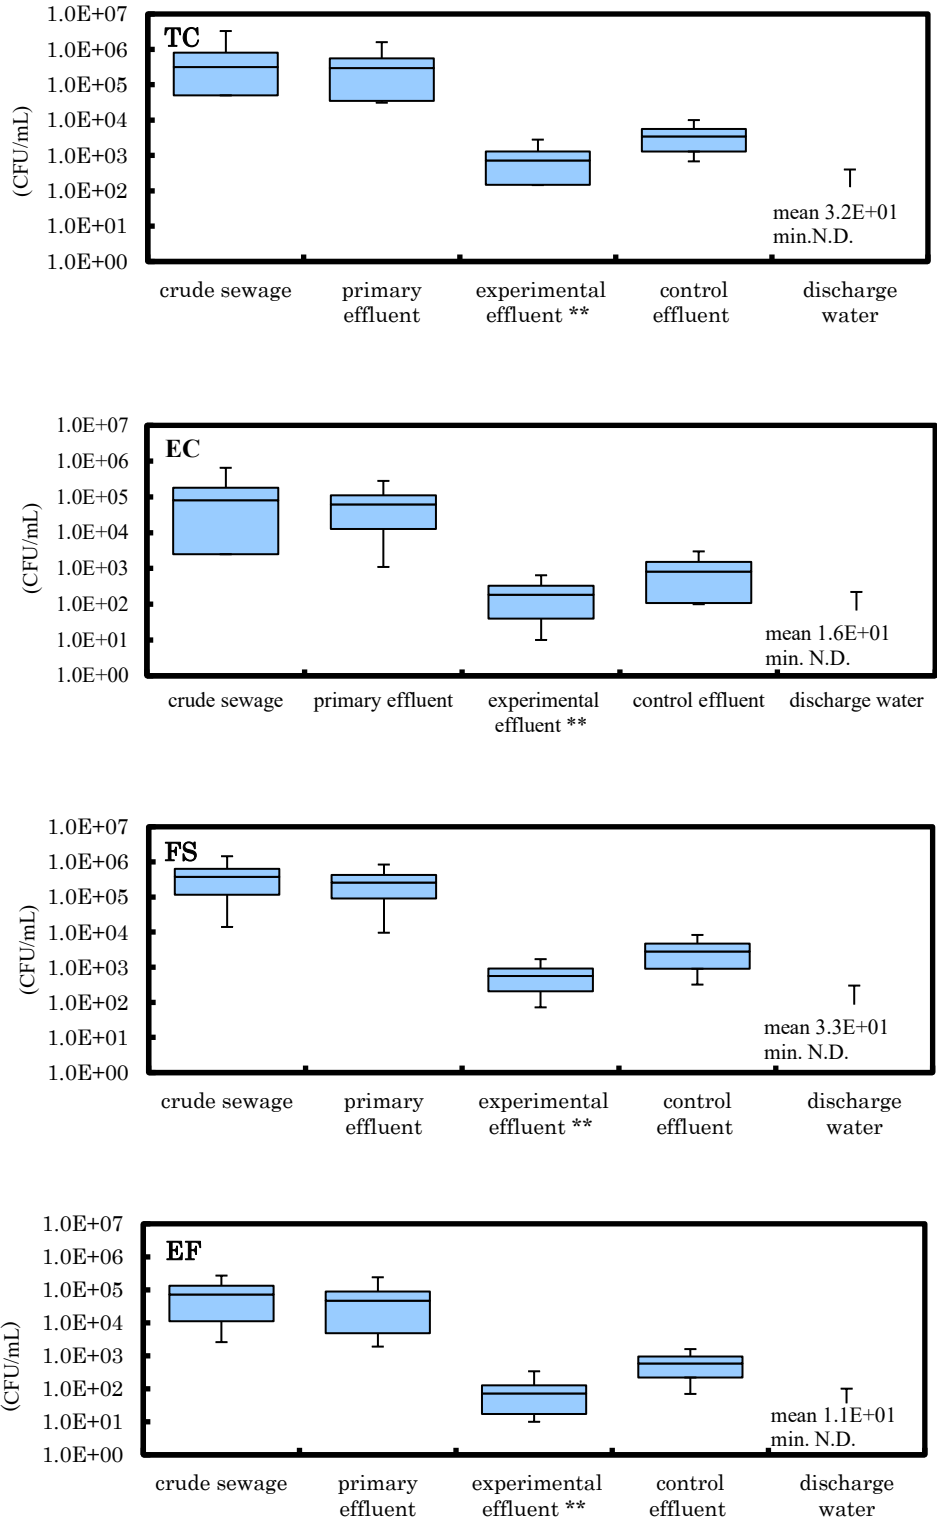 TC
(CFU/mL)
1.0E+07
1.0E+06
1.0E+05
1.0E+04
1.0E+03
1.0E+02
1.0E+01
1.0E+00
mean 3.2E+01
min.N.D.
crude sewage
primary
effluent
experimental
effluent **
control
effluent
discharge
water
EC
(CFU/mL)
1.0E+07
1.0E+06
1.0E+05
1.0E+04
1.0E+03
1.0E+02
1.0E+01
1.0E+00
mean 1.6E+01
min. N.D.
crude sewage
primary effluent
experimental
effluent **
control effluent
discharge water
FS
(CFU/mL)
1.0E+07
1.0E+06
1.0E+05
1.0E+04
1.0E+03
1.0E+02
1.0E+01
1.0E+00
mean 3.3E+01
min. N.D.
crude sewage
primary
effluent
experimental
effluent **
control
effluent
discharge
water
EF
(CFU/mL)
1.0E+07
1.0E+06
1.0E+05
1.0E+04
1.0E+03
1.0E+02
1.0E+01
1.0E+00
mean 1.1E+01
min. N.D.
crude sewage
primary
effluent
experimental
effluent **
control
effluent
discharge
water